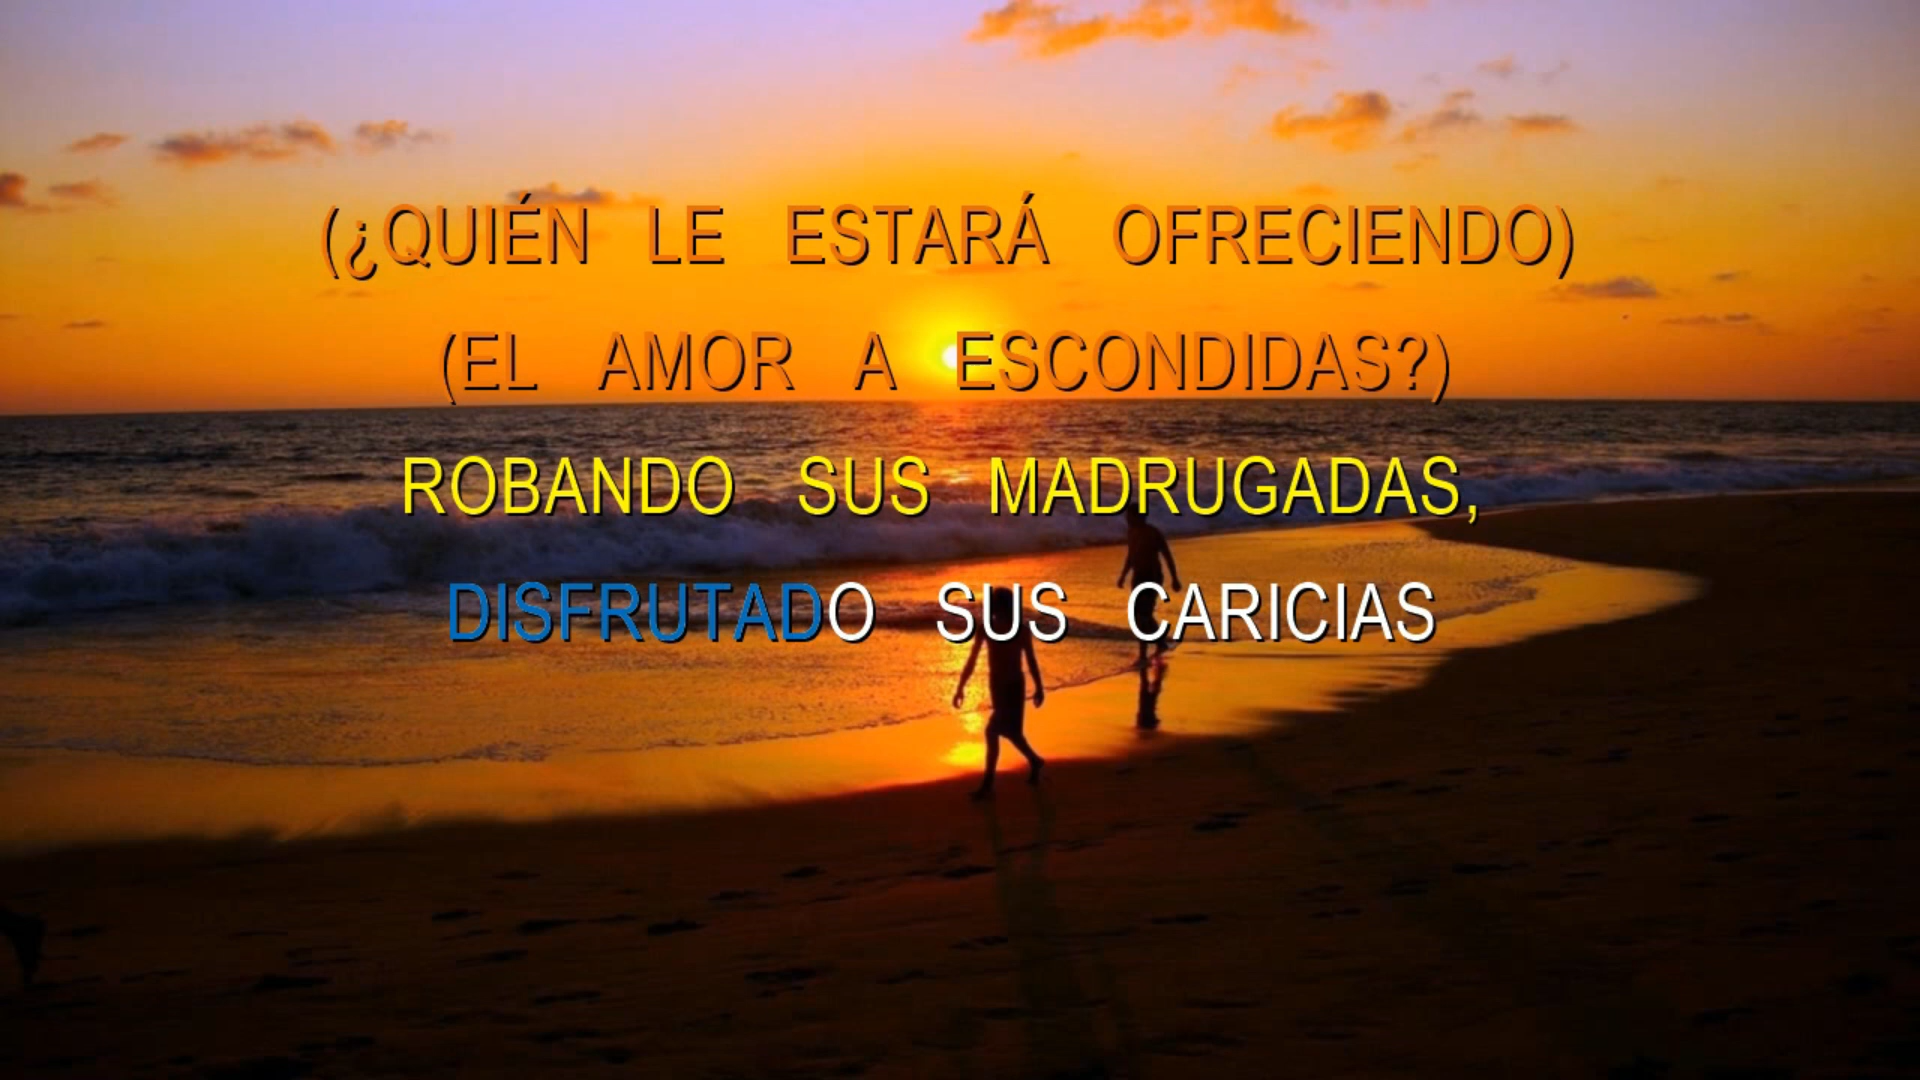 (¿QUIÉN LE ESTARÁ OFRECIENDO)
(EL AMOR A ESCONDIDAS?)
ROBANDO SUS MADRUGADAS,
DISFRUTADO SUS CARICIAS